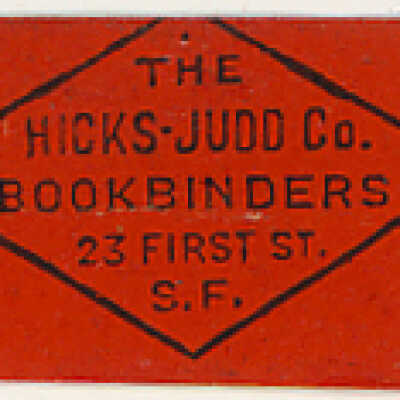 THE
HICKS-JUDD Co.
BOOKBINDERS
23 FIRST ST.
S.F.